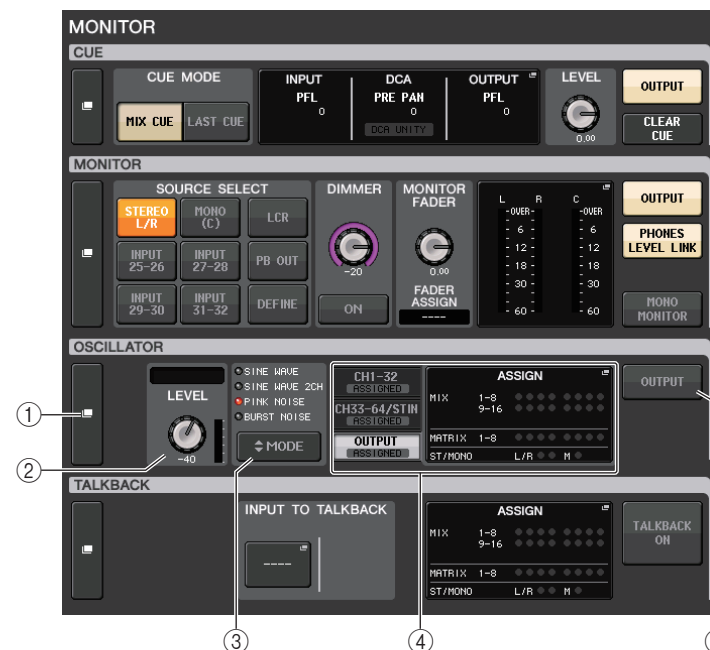 MONITOR
CUE
CUE MODE
MIX CUE
LAST CUE
INPUT
PFL
0
DCA
PRE PAN
0
DCA UNITY
OUTPUT
PFL
0
LEVEL
0.00
OUTPUT
CLEAR
CUE
MONITOR
SOURCE SELECT
STEREO
L/R
MONO
(C)
LCR
INPUT
25-26
INPUT
27-28
PB OUT
INPUT
29-30
INPUT
31-32
DEFINE
DIMMER
-20
ON
MONITOR
FADER
0.00
FADER
ASSIGN
----
L R C
-OVER- -OVER-
- 6 - - 6
- 12 - - 12
- 18 - - 18
- 30 - - 30
- 60 - - 60
OUTPUT
PHONES
LEVEL LINK
MONO
MONITOR
OSCILLATOR
LEVEL
-40
SINE WAVE
SINE WAVE 2CH
PINK NOISE
BURST NOISE
MODE
CH1-32
ASSIGNED
CH33-64/STIN
ASSIGNED
OUTPUT
ASSIGNED
ASSIGN
MIX 1-8
9-16
MATRIX 1-8
ST/MONO L/R M
OUTPUT
1
2
TALKBACK
INPUT TO TALKBACK
----
ASSIGN
MIX 1-8
9-16
MATRIX 1-8
ST/MONO L/R M
TALKBACK
ON
3
4